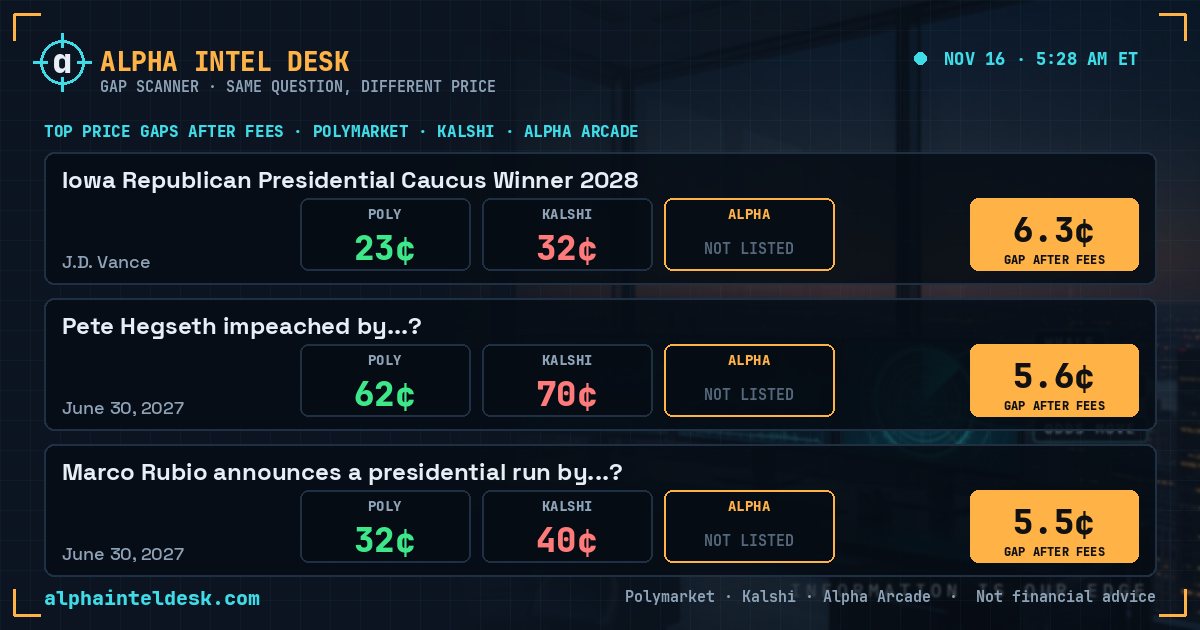 α
ALPHA INTEL DESK
GAP SCANNER · SAME QUESTION, DIFFERENT PRICE
NOV 16 · 5:28 AM ET
TOP PRICE GAPS AFTER FEES · POLYMARKET · KALSHI · ALPHA ARCADE
Iowa Republican Presidential Caucus Winner 2028
J.D. Vance
POLY
23¢
KALSHI
32¢
ALPHA
NOT LISTED
6.3¢
GAP AFTER FEES
Pete Hegseth impeached by...?
June 30, 2027
POLY
62¢
KALSHI
70¢
ALPHA
NOT LISTED
5.6¢
GAP AFTER FEES
Marco Rubio announces a presidential run by...?
June 30, 2027
POLY
32¢
KALSHI
40¢
ALPHA
NOT LISTED
5.5¢
GAP AFTER FEES
INFORMATION IS OUR EDGE
alphainteldesk.com
Polymarket · Kalshi · Alpha Arcade · Not financial advice